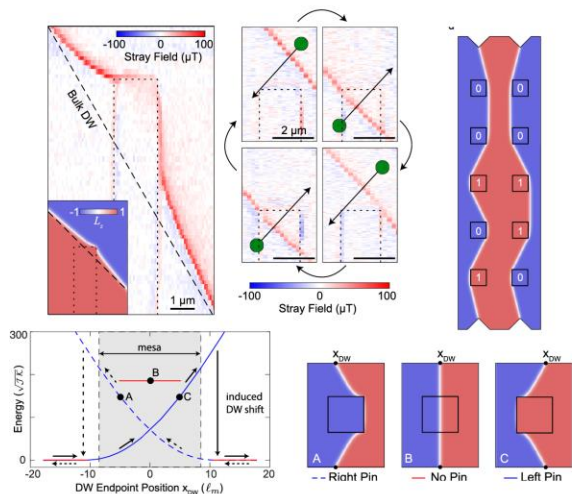 -100 0 100
Stray Field (μT)
Bulk DW
-1 1
L
1 μm
2 μm
-100 0 100
Stray Field (μT)
0 0
0 0
1 1
0 1
1 0
300
200
0
Energy (√JK)
mesa
A
B
C
induced
DW
shift
-20 -10 0 10 20
DW Endpoint Position x_DW (ℓ_m)
x_DW x_DW x_DW
A B C
Right Pin No Pin Left Pin